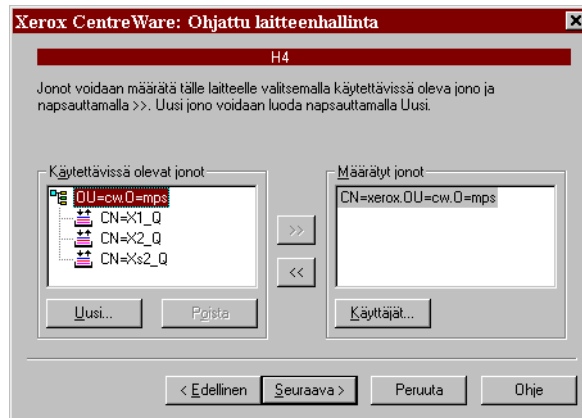 Xerox CentreWare: Ohjattu laitteenhallinta
H4
Jonot voidaan määrätä tälle laitteelle valitsemalla käytettävissä oleva jono ja
napsauttamalla >>. Uusi jono voidaan luoda napsauttamalla Uusi.
Käytettävissä olevat jonot
OU=cw.O=mps
CN=X1_Q
CN=X2_Q
CN=Xs2_Q
Uusi...
Poista
>>
<<
Määrätyt jonot
CN=xerox.OU=cw.O=mps
Käyttäjät...
< Edellinen
Seuraava >
Peruuta
Ohje